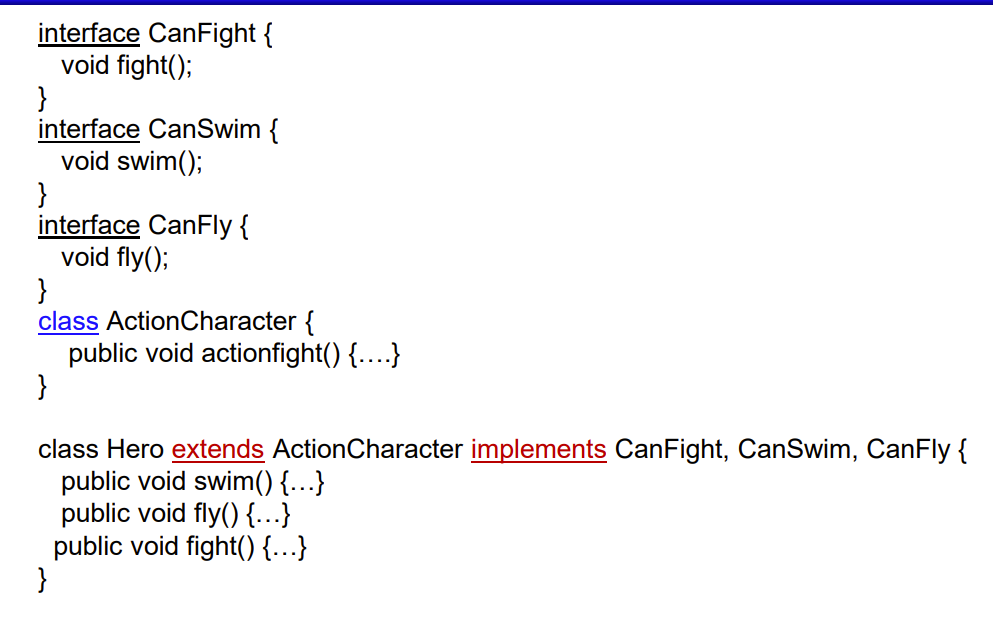 interface CanFight {
void fight();
}
interface CanSwim {
void swim();
}
interface CanFly {
void fly();
}
class ActionCharacter {
public void actionfight() {….}
}
class Hero extends ActionCharacter implements CanFight, CanSwim, CanFly {
public void swim() {…}
public void fly() {…}
public void fight() {…}
}